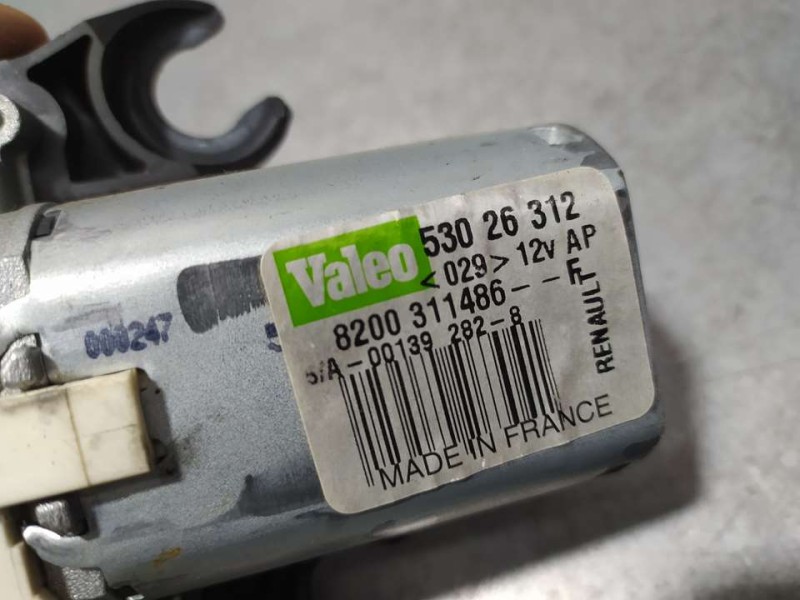 Valeo
530 26 312
<029> 12v AP
8200 311486--F
00139 282-8
RENAULT
MADE IN FRANCE
000247